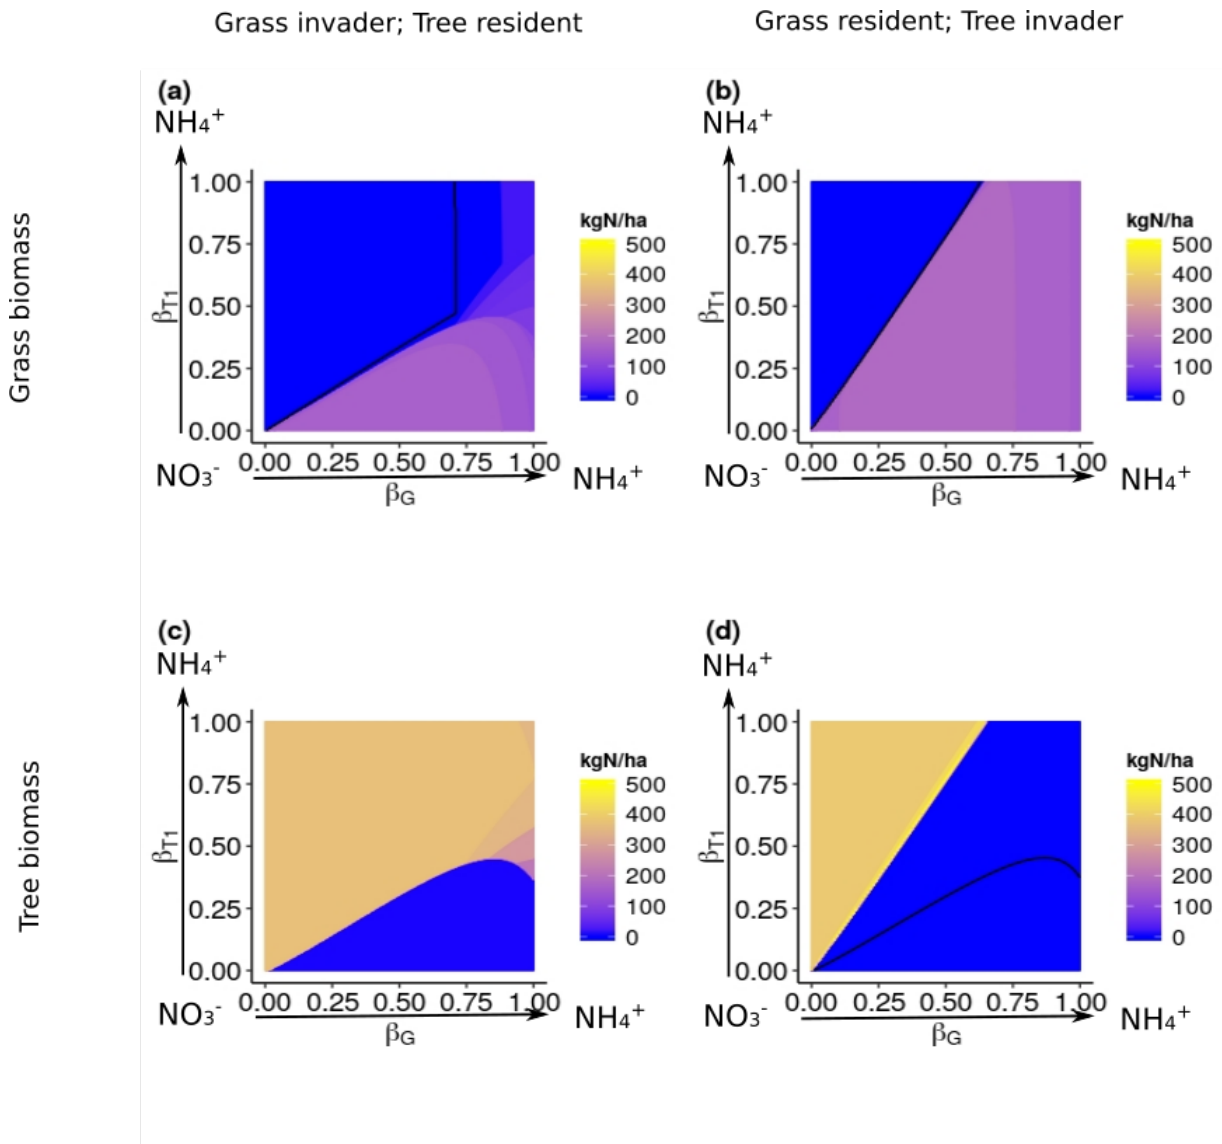 Grass invader; Tree resident
Grass resident; Tree invader
Grass biomass
(a)
NH₄⁺
1.00
0.75
0.50
0.25
0.00
βT1
NO₃⁻
0.00 0.25 0.50 0.75 1.00
βG
NH₄⁺
kgN/ha
500
400
300
200
100
0
(b)
NH₄⁺
1.00
0.75
0.50
0.25
0.00
βT1
NO₃⁻
0.00 0.25 0.50 0.75 1.00
βG
NH₄⁺
kgN/ha
500
400
300
200
100
0
Tree biomass
(c)
NH₄⁺
1.00
0.75
0.50
0.25
0.00
βT1
NO₃⁻
0.00 0.25 0.50 0.75 1.00
βG
NH₄⁺
kgN/ha
500
400
300
200
100
0
(d)
NH₄⁺
1.00
0.75
0.50
0.25
0.00
βT1
NO₃⁻
0.00 0.25 0.50 0.75 1.00
βG
NH₄⁺
kgN/ha
500
400
300
200
100
0